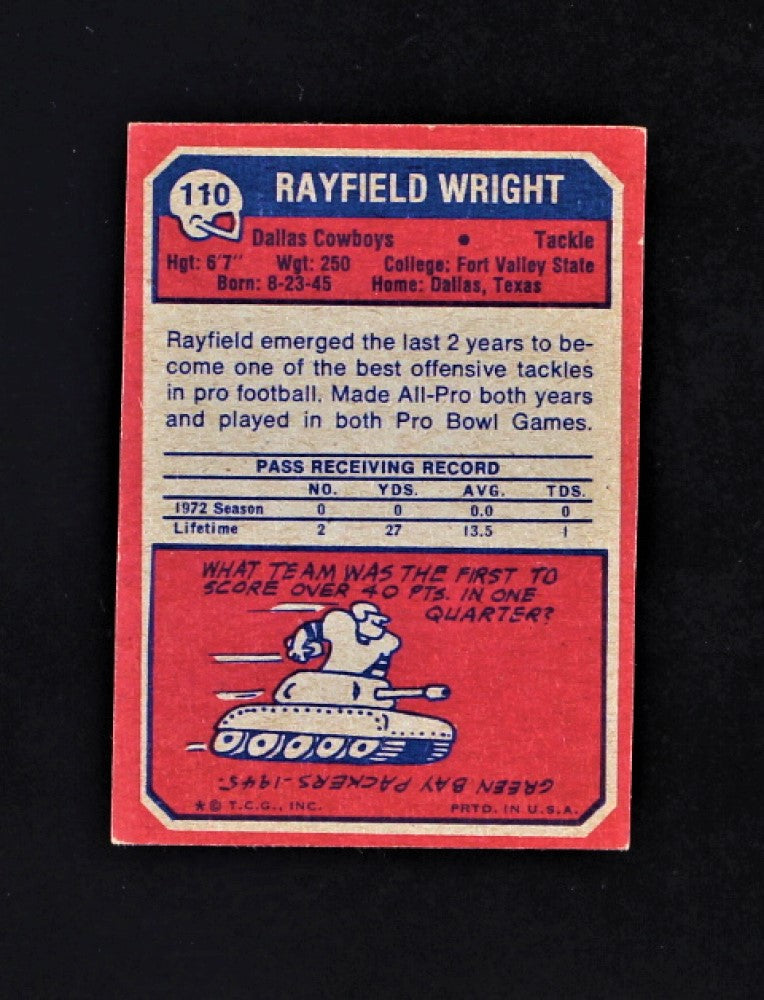 110
RAYFIELD WRIGHT
Dallas Cowboys • Tackle
Hgt: 6'7" Wgt: 250 College: Fort Valley State
Born: 8-23-45 Home: Dallas, Texas
Rayfield emerged the last 2 years to be-
come one of the best offensive tackles
in pro football. Made All-Pro both years
and played in both Pro Bowl Games.
PASS RECEIVING RECORD
NO. YDS. AVG. TDS.
1972 Season 0 0 0.0 0
Lifetime 2 27 13.5 1
WHAT TEAM WAS THE FIRST TO
SCORE OVER 40 PTS. IN ONE
QUARTER?
GREEN BAY PACKERS-1945.
* © T.C.G., INC. PRTD. IN U.S.A.